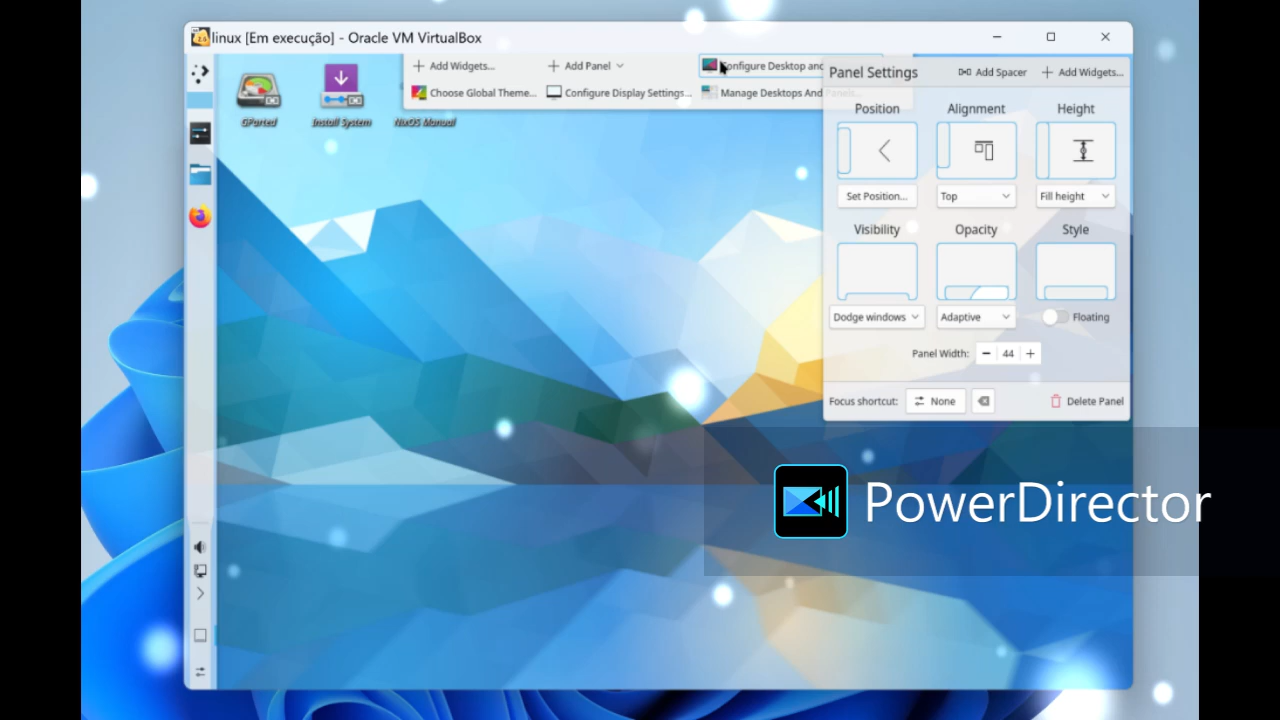 linux [Em execução] - Oracle VM VirtualBox
Add Widgets... Add Panel Configure Desktop and
Choose Global Theme... Configure Display Settings... Manage Desktops And Panels...
GParted Install System NixOS Manual
Panel Settings Add Spacer Add Widgets...
Position Alignment Height
Set Position... Top Fill height
Visibility Opacity Style
Dodge windows Adaptive Floating
Panel Width: 44
Focus shortcut: None Delete Panel
PowerDirector